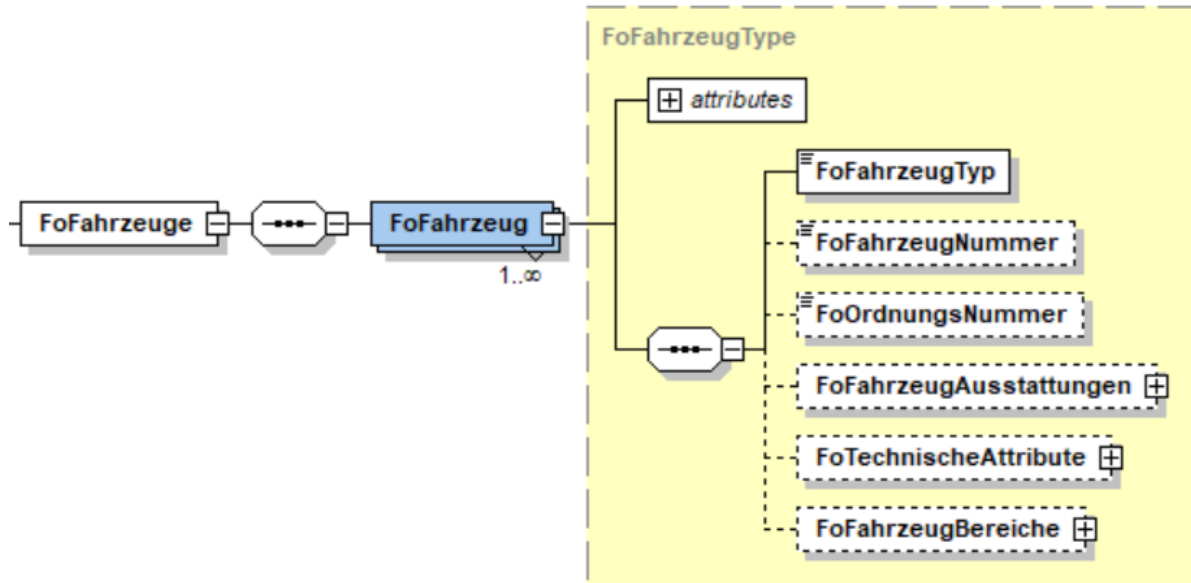 FoFahrzeugType
attributes
FoFahrzeugTyp
FoFahrzeuge
FoFahrzeug
1..∞
FoFahrzeugNummer
FoOrdnungsNummer
FoFahrzeugAusstattungen
FoTechnischeAttribute
FoFahrzeugBereiche